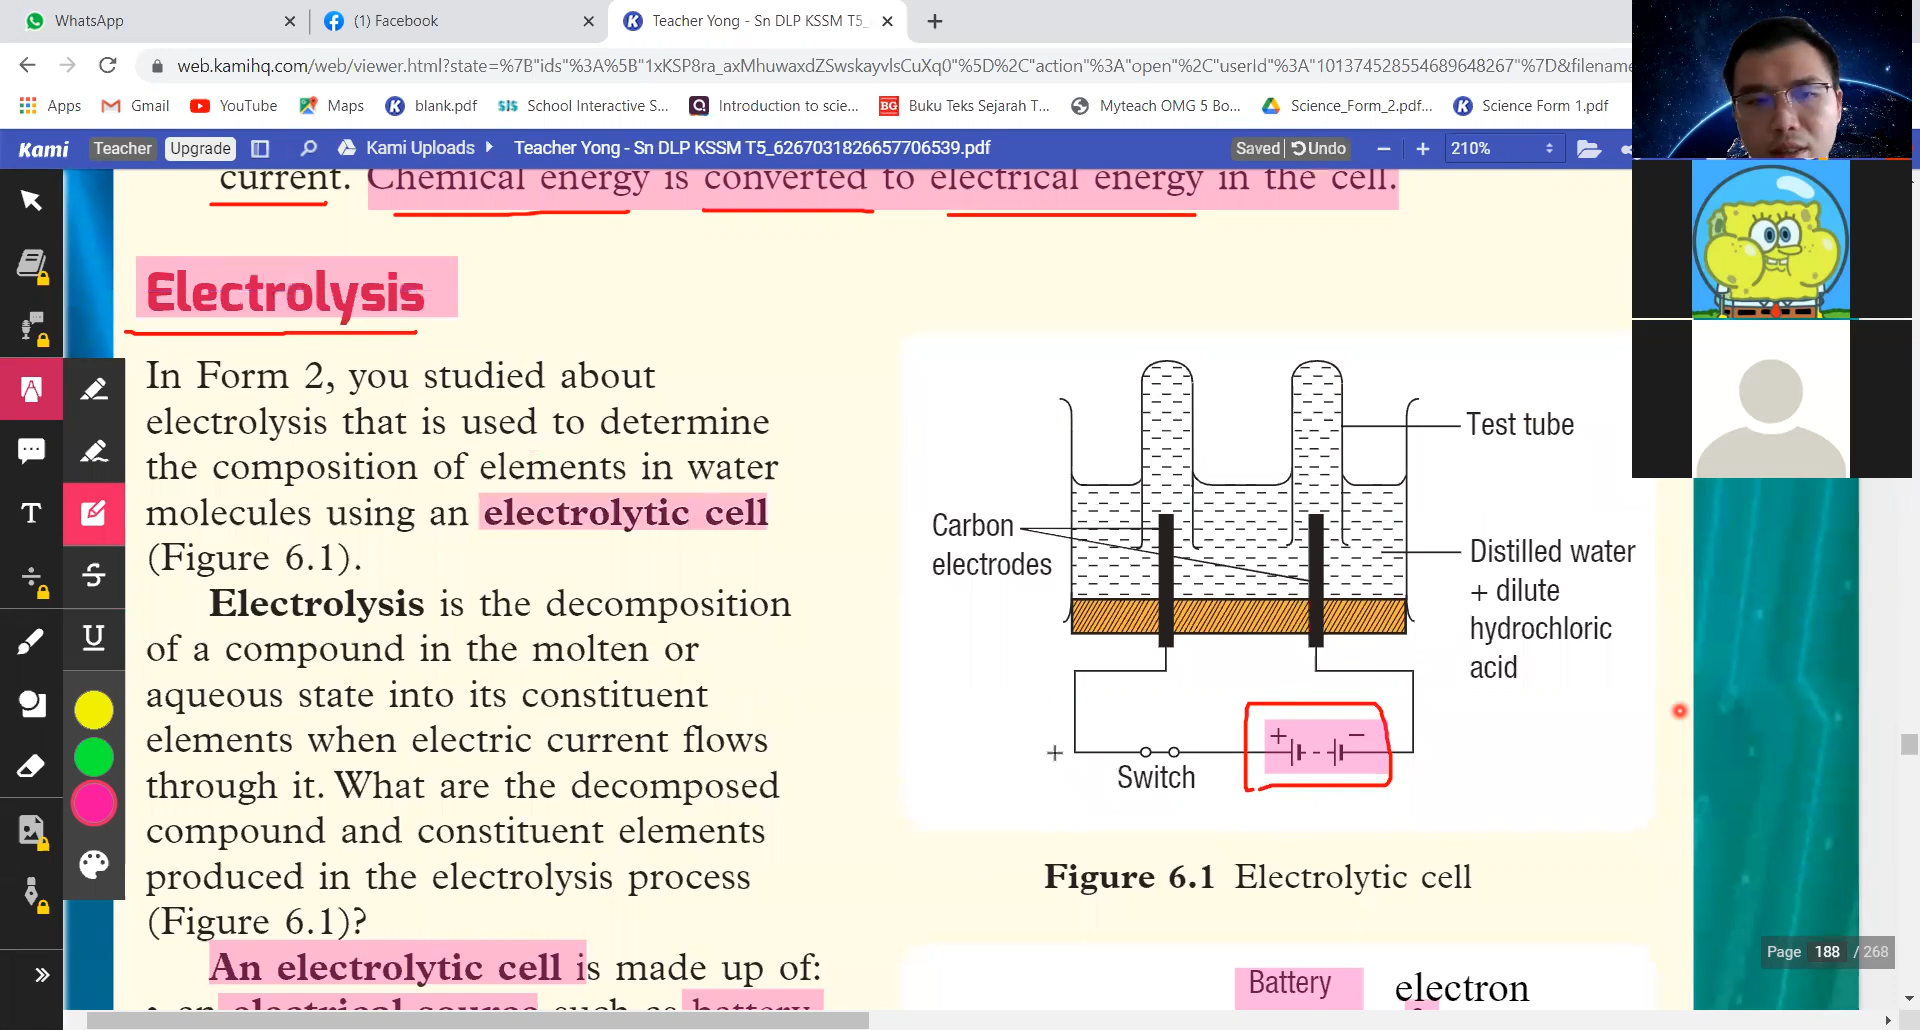 WhatsApp
(1) Facebook
Teacher Yong - Sn DLP KSSM T5_
web.kamihq.com/web/viewer.html?state=%7B"ids"%3A%5B"1xKSP8ra_axMhuwaxdZSwskayvlsCuXq0"%5D%2C"action"%3A"open"%2C"userId"%3A"101374528554689648267"%7D&filename
Apps Gmail YouTube Maps blank.pdf School Interactive S... Introduction to scie... Buku Teks Sejarah T... Myteach OMG 5 Bo... Science_Form_2.pdf... Science Form 1.pdf
Kami Teacher Upgrade Kami Uploads Teacher Yong - Sn DLP KSSM T5_6267031826657706539.pdf Saved Undo 210%
current. Chemical energy is converted to electrical energy in the cell.
Electrolysis
In Form 2, you studied about
electrolysis that is used to determine
the composition of elements in water
molecules using an electrolytic cell
(Figure 6.1).
Electrolysis is the decomposition
of a compound in the molten or
aqueous state into its constituent
elements when electric current flows
through it. What are the decomposed
compound and constituent elements
produced in the electrolysis process
(Figure 6.1)?
An electrolytic cell is made up of:
• an electrical source such as battery
Test tube
Carbon
electrodes
Distilled water
+ dilute
hydrochloric
acid
+ −
+
Switch
Figure 6.1 Electrolytic cell
Battery
electron
Page 188 / 268